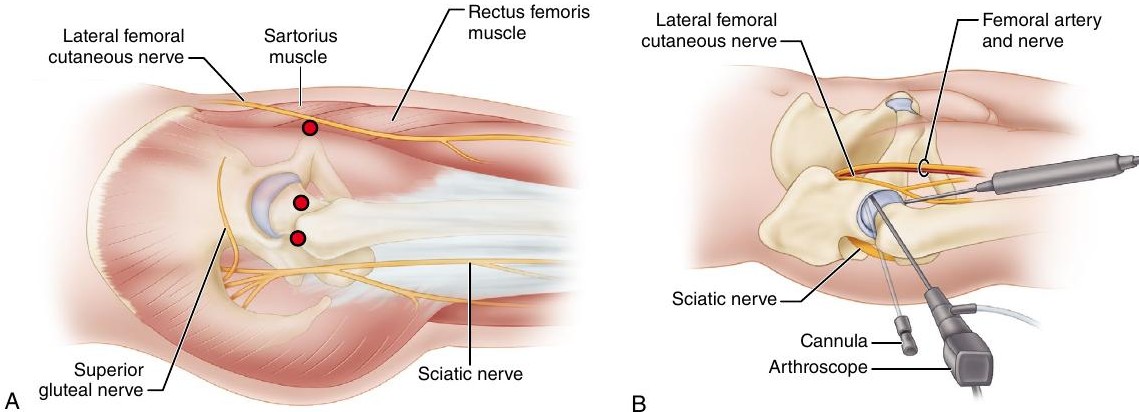 Lateral femoral
cutaneous nerve
Sartorius
muscle
Rectus femoris
muscle
Superior
gluteal nerve
Sciatic nerve
A
Lateral femoral
cutaneous nerve
Femoral artery
and nerve
Sciatic nerve
Cannula
Arthroscope
B